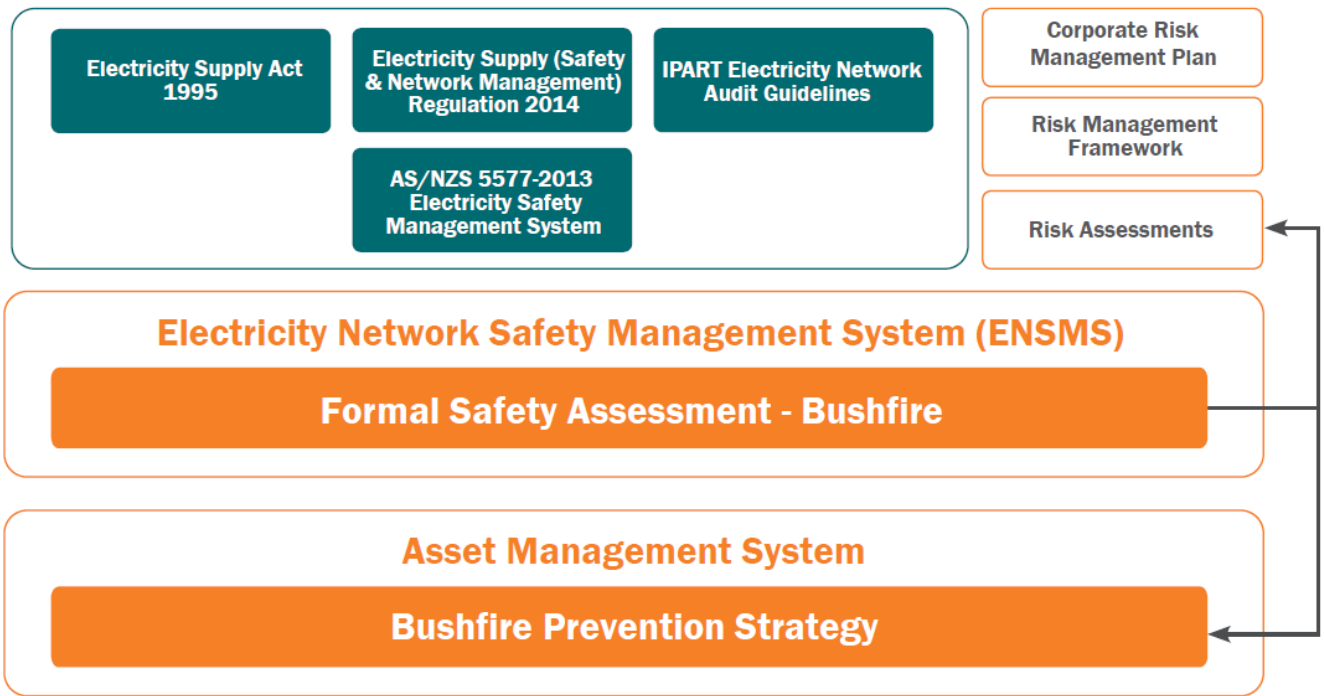 Electricity Supply Act
1995
Electricity Supply (Safety
& Network Management)
Regulation 2014
IPART Electricity Network
Audit Guidelines
AS/NZS 5577-2013
Electricity Safety
Management System
Corporate Risk
Management Plan
Risk Management
Framework
Risk Assessments
Electricity Network Safety Management System (ENSMS)
Formal Safety Assessment - Bushfire
Asset Management System
Bushfire Prevention Strategy